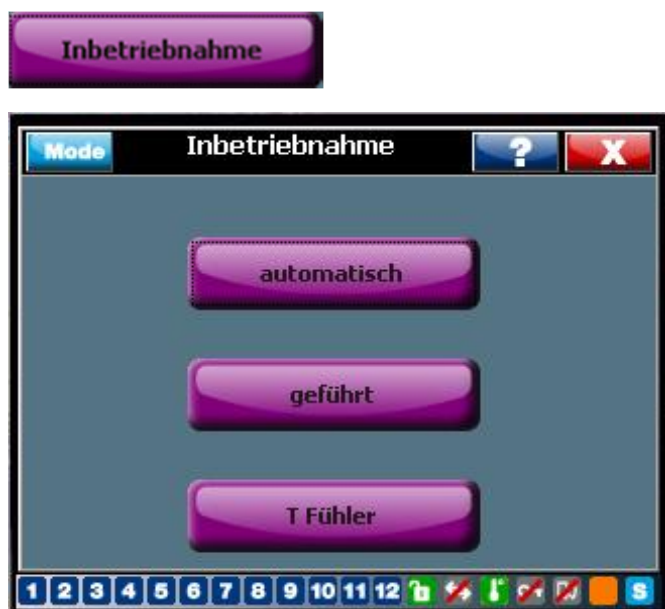 Inbetriebnahme
Mode Inbetriebnahme ? X
automatisch
geführt
T Fühler
1 2 3 4 5 6 7 8 9 10 11 12 S